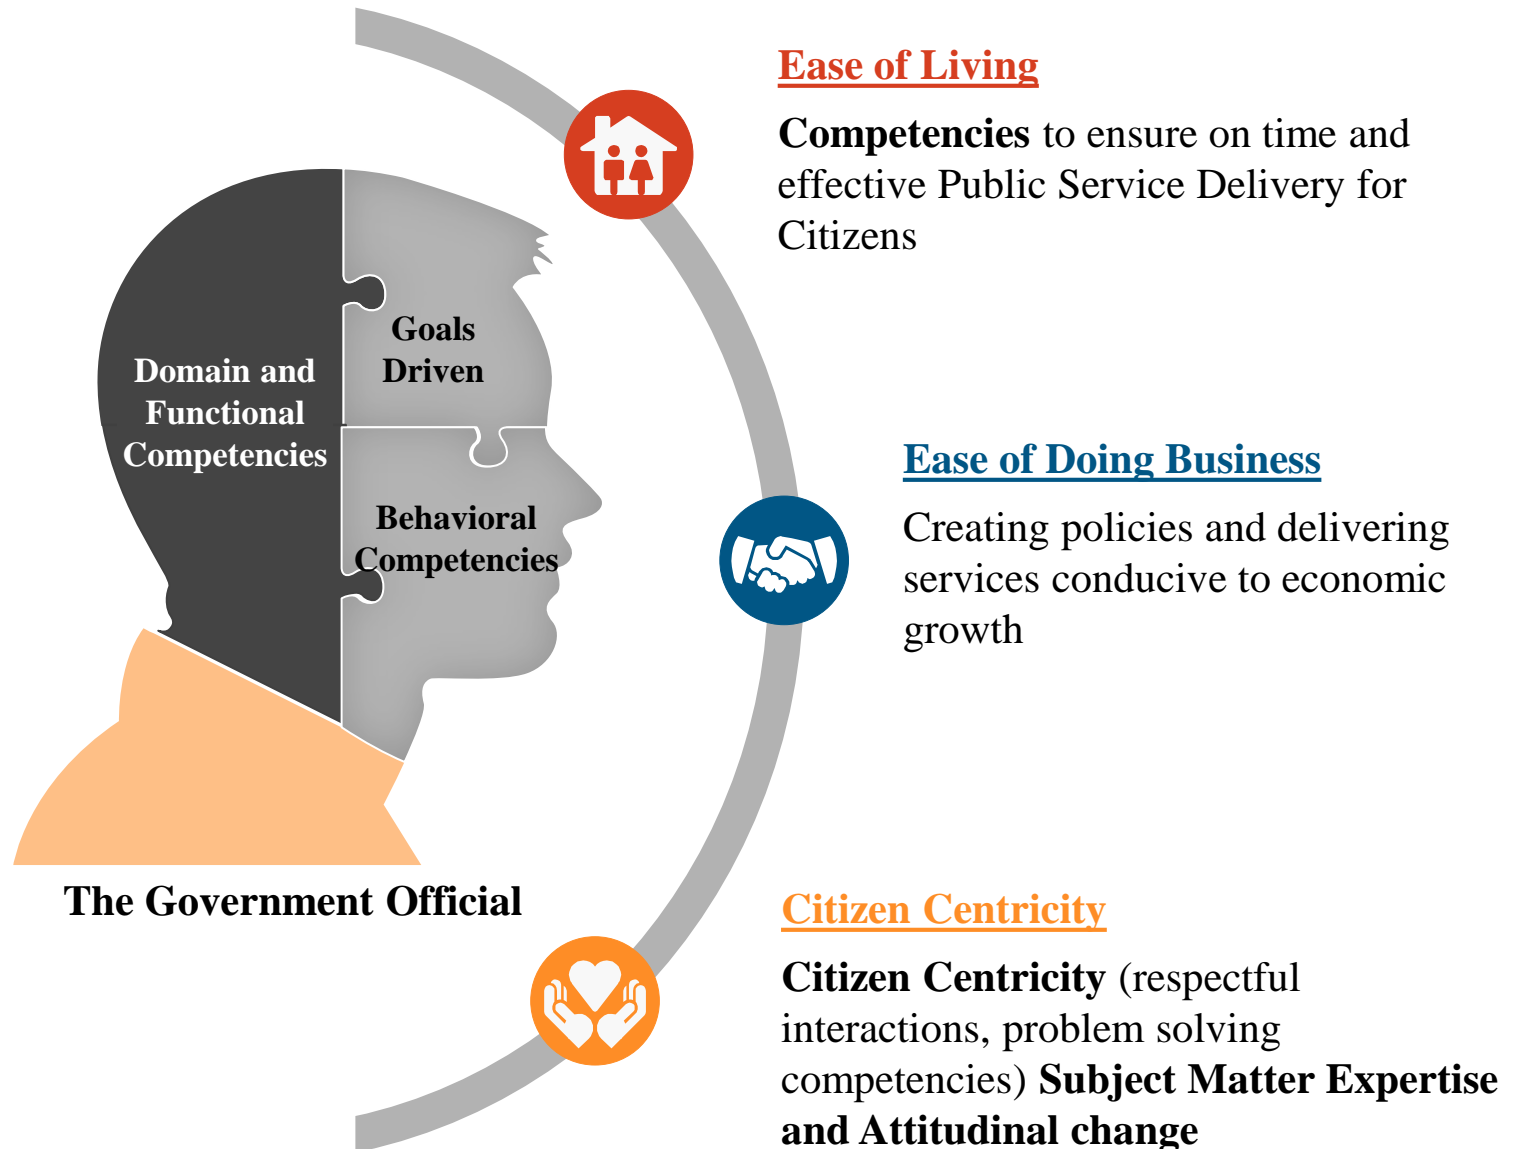 Ease of Living
Competencies to ensure on time and
effective Public Service Delivery for
Citizens
Goals
Driven
Domain and
Functional
Competencies
Behavioral
Competencies
Ease of Doing Business
Creating policies and delivering
services conducive to economic
growth
The Government Official
Citizen Centricity
Citizen Centricity (respectful
interactions, problem solving
competencies) Subject Matter Expertise
and Attitudinal change